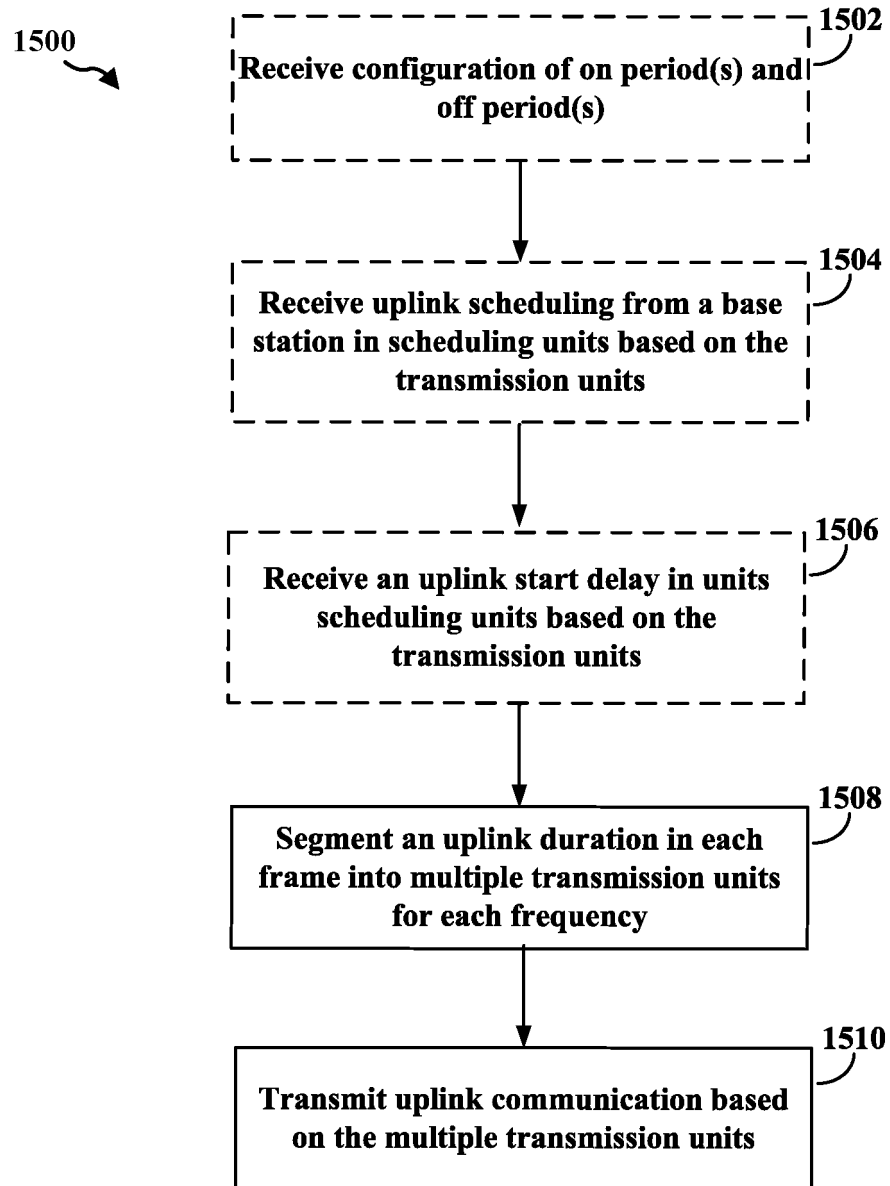 1500
1502
Receive configuration of on period(s) and
off period(s)
1504
Receive uplink scheduling from a base
station in scheduling units based on the
transmission units
1506
Receive an uplink start delay in units
scheduling units based on the
transmission units
1508
Segment an uplink duration in each
frame into multiple transmission units
for each frequency
1510
Transmit uplink communication based
on the multiple transmission units